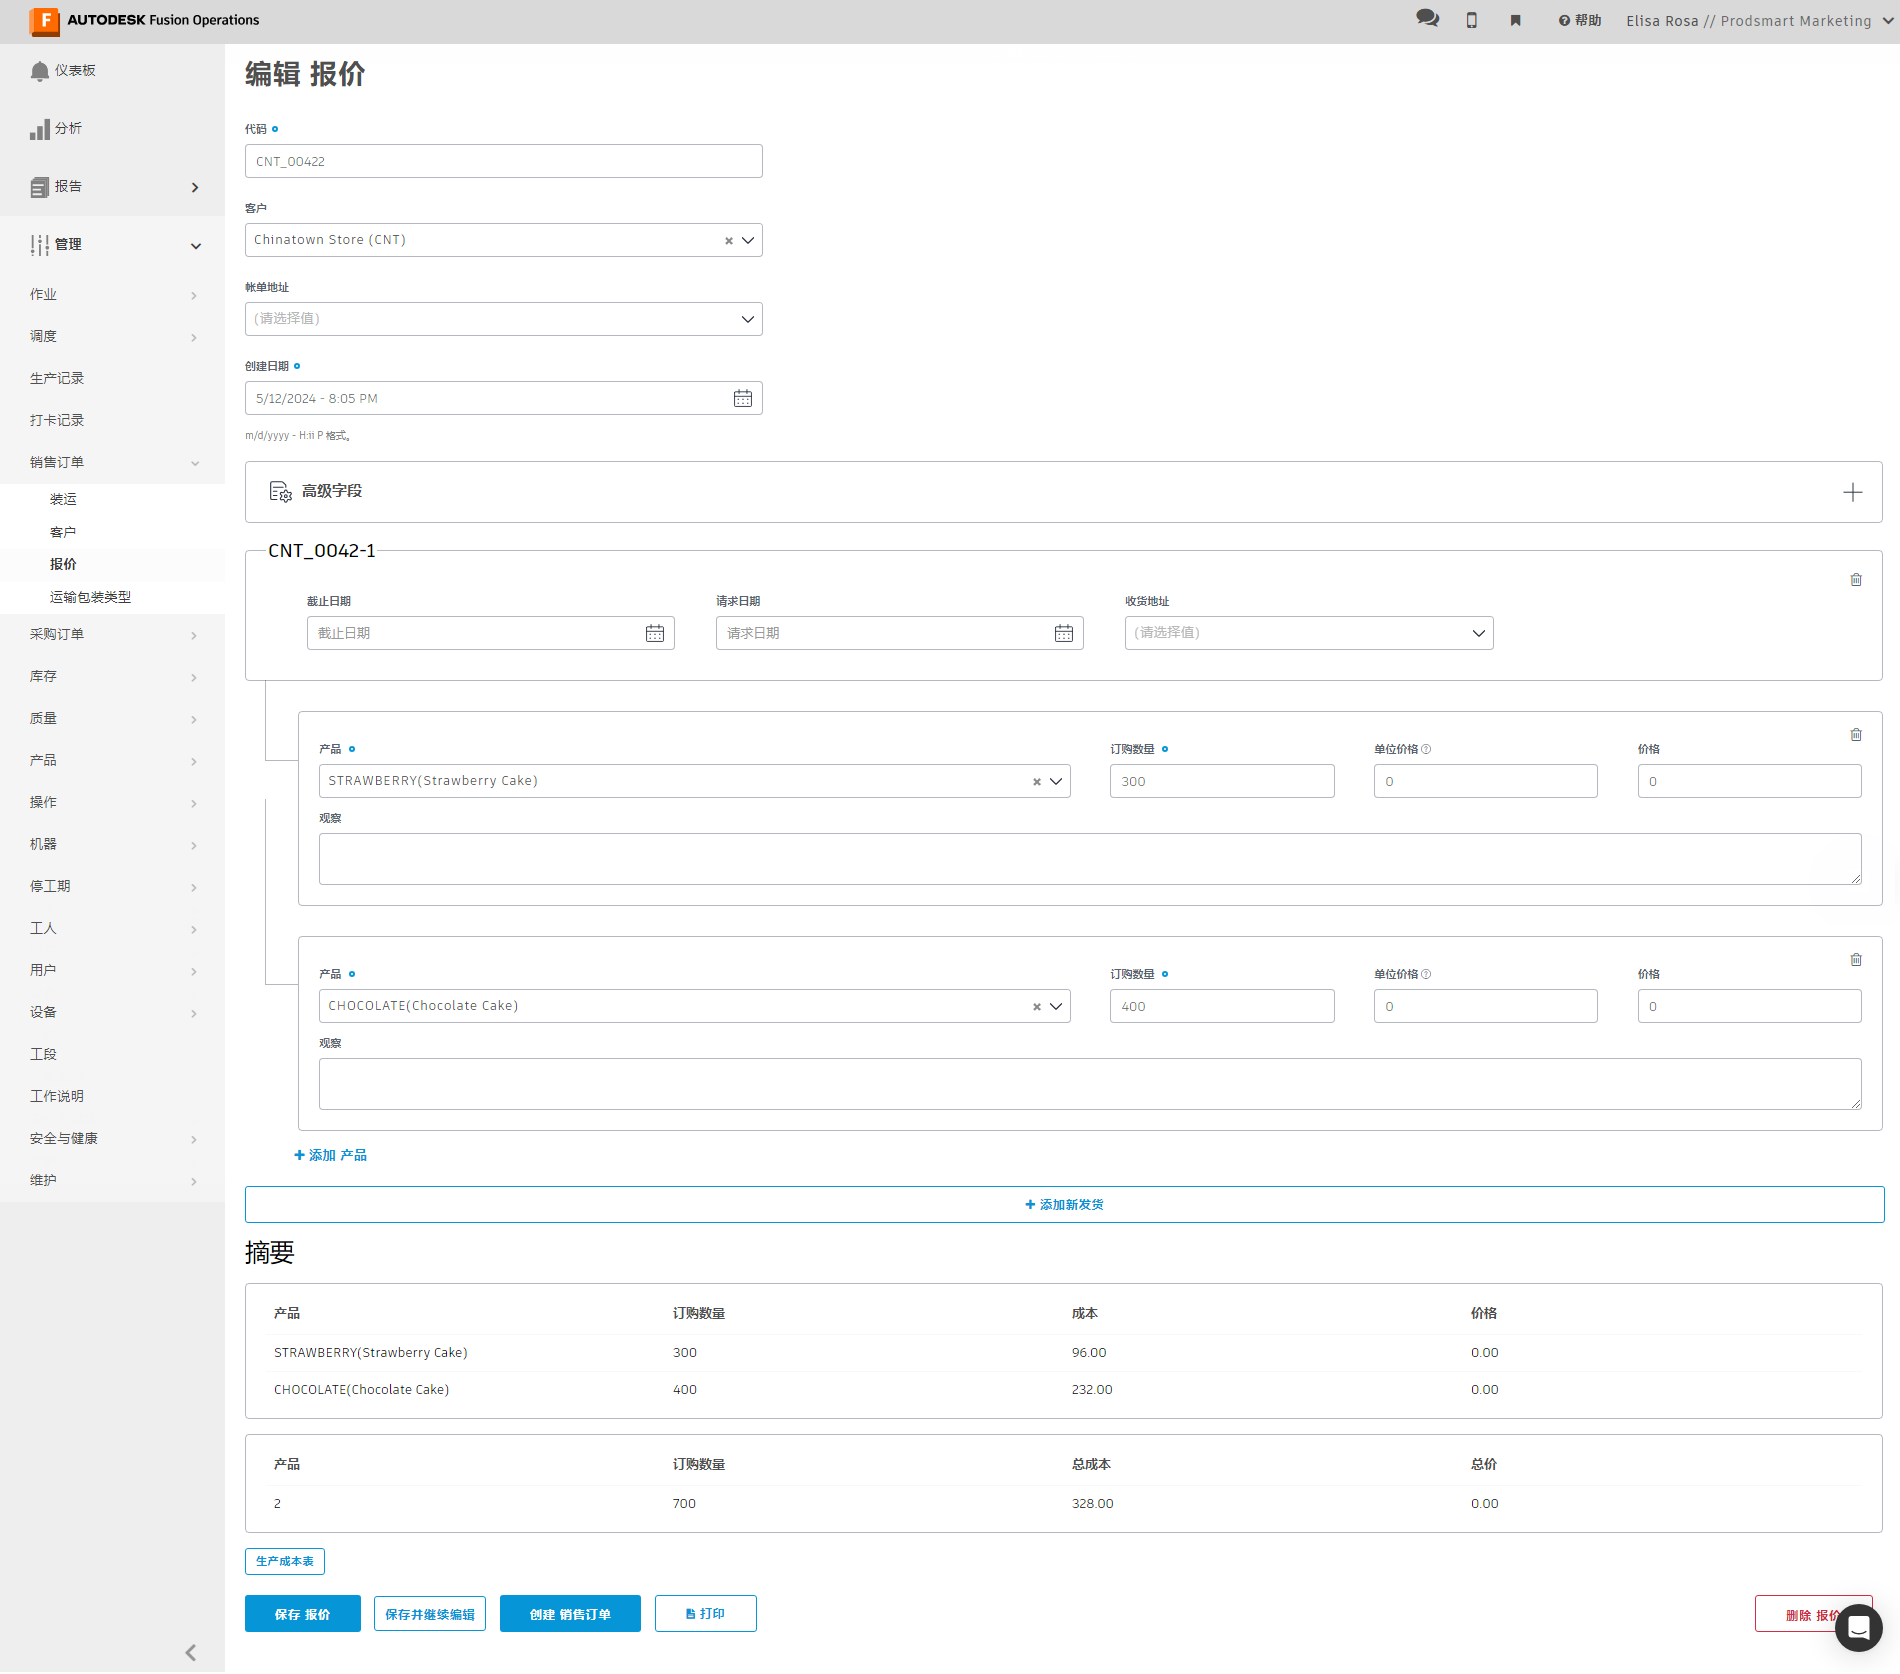 AUTODESK Fusion Operations
帮助
Elisa Rosa // Prodsmart Marketing
仪表板
分析
报告
管理
作业
调度
生产记录
打卡记录
销售订单
装运
客户
报价
运输包装类型
采购订单
库存
质量
产品
操作
机器
停工期
工人
用户
设备
工段
工作说明
安全与健康
维护
编辑 报价
代码
CNT_00422
客户
Chinatown Store (CNT)
帐单地址
(请选择值)
创建日期
5/12/2024 - 8:05 PM
m/d/yyyy - H:ii P 格式。
高级字段
CNT_0042-1
截止日期 请求日期 收货地址
截止日期 请求日期 (请选择值)
产品 订购数量 单位价格 价格
STRAWBERRY(Strawberry Cake) 300 0 0
观察
产品 订购数量 单位价格 价格
CHOCOLATE(Chocolate Cake) 400 0 0
观察
+ 添加 产品
+ 添加新发货
摘要
产品 订购数量 成本 价格
STRAWBERRY(Strawberry Cake) 300 96.00 0.00
CHOCOLATE(Chocolate Cake) 400 232.00 0.00
产品 订购数量 总成本 总价
2 700 328.00 0.00
生产成本表
保存 报价 保存并继续编辑 创建 销售订单 打印 删除 报价